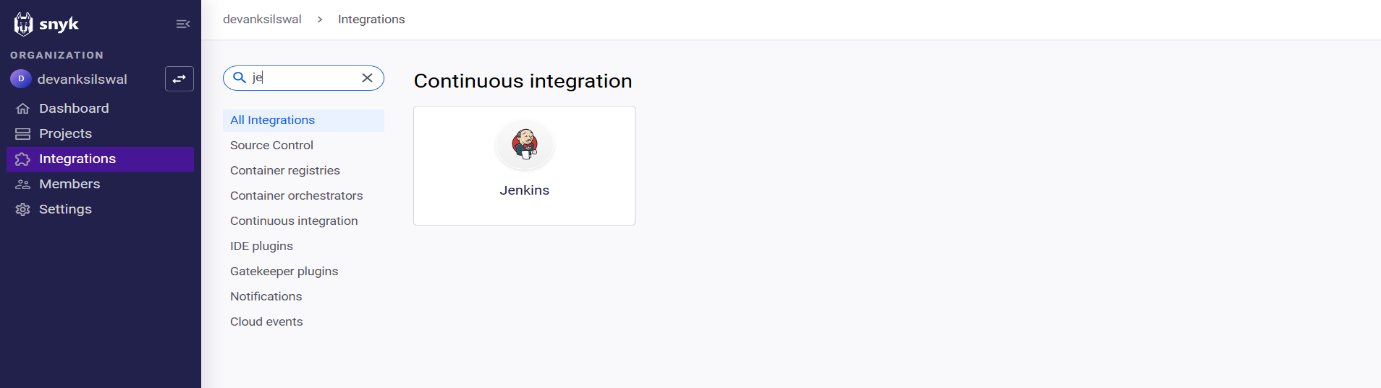 snyk
ORGANIZATION
D
devanksilswal
Dashboard
Projects
Integrations
Members
Settings
devanksilswal > Integrations
je
All Integrations
Source Control
Container registries
Container orchestrators
Continuous integration
IDE plugins
Gatekeeper plugins
Notifications
Cloud events
Continuous integration
Jenkins